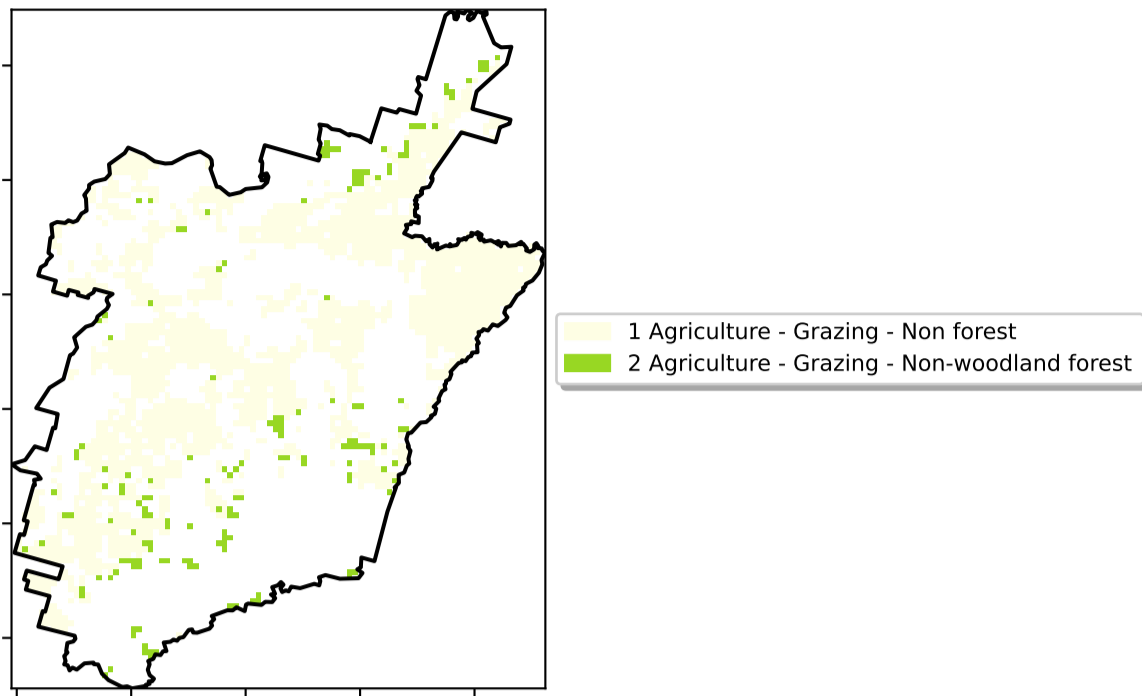 1 Agriculture - Grazing - Non forest
2 Agriculture - Grazing - Non-woodland forest